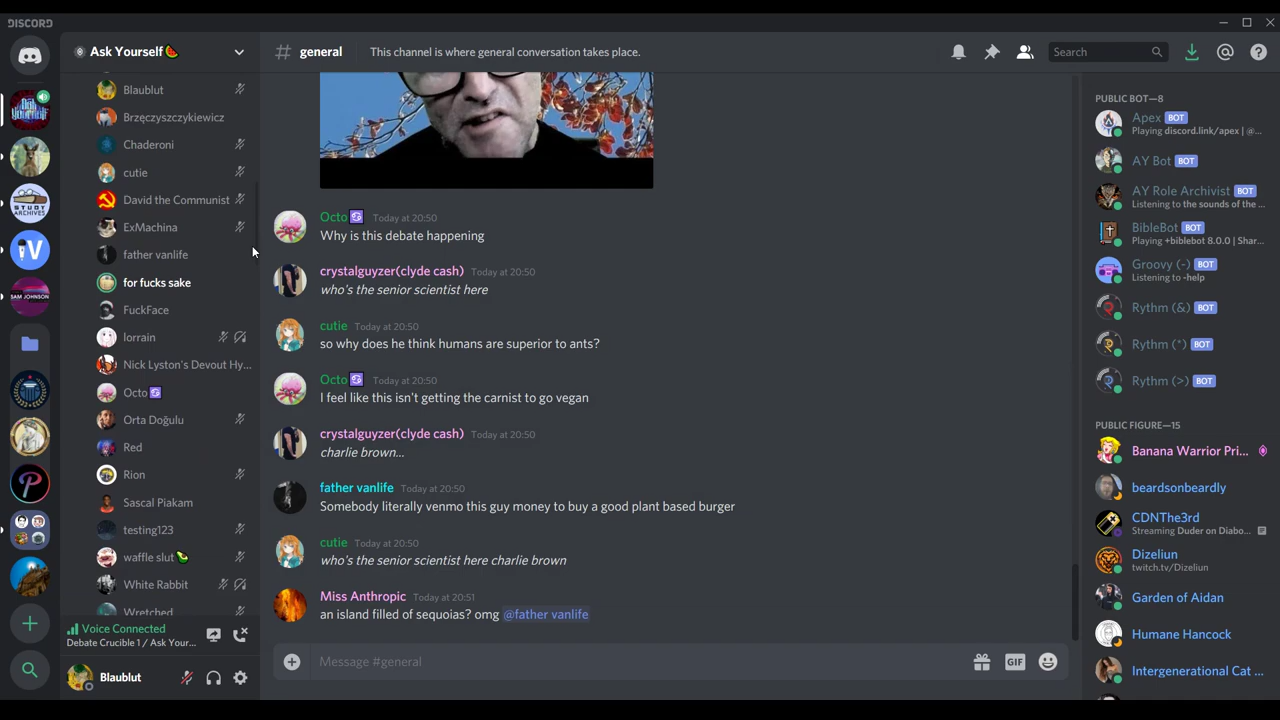 DISCORD
Ask Yourself🍉
Blaublut
Brzęczyszczykiewicz
Chaderoni
cutie
David the Communist
ExMachina
father vanlife
for fucks sake
FuckFace
lorrain
Nick Lyston's Devout Hy...
Octo♋
Orta Doğulu
Red
Rion
Sascal Piakam
testing123
waffle slut🥑
White Rabbit
Wretched
Voice Connected
Debate Crucible 1 / Ask Your...
Blaublut
SAM JOHNSON
STUDY ARCHIVES
# general This channel is where general conversation takes place.
Search
Octo♋ Today at 20:50
Why is this debate happening
crystalguyzer(clyde cash) Today at 20:50
who's the senior scientist here
cutie Today at 20:50
so why does he think humans are superior to ants?
Octo♋ Today at 20:50
I feel like this isn't getting the carnist to go vegan
crystalguyzer(clyde cash) Today at 20:50
charlie brown...
father vanlife Today at 20:50
Somebody literally venmo this guy money to buy a good plant based burger
cutie Today at 20:50
who's the senior scientist here charlie brown
Miss Anthropic Today at 20:51
an island filled of sequoias? omg @father vanlife
Message #general
GIF
PUBLIC BOT—8
Apex BOT
Playing discord.link/apex | @...
AY Bot BOT
AY Role Archivist BOT
Listening to the sounds of the ...
BibleBot BOT
Playing +biblebot 8.0.0 | Shar...
Groovy (-) BOT
Listening to -help
Rythm (&) BOT
Rythm (*) BOT
Rythm (>) BOT
PUBLIC FIGURE—15
Banana Warrior Pri...
beardsonbeardly
CDNThe3rd
Streaming Duder on Diabo...
Dizeliun
twitch.tv/Dizeliun
Garden of Aidan
Humane Hancock
Intergenerational Cat ...